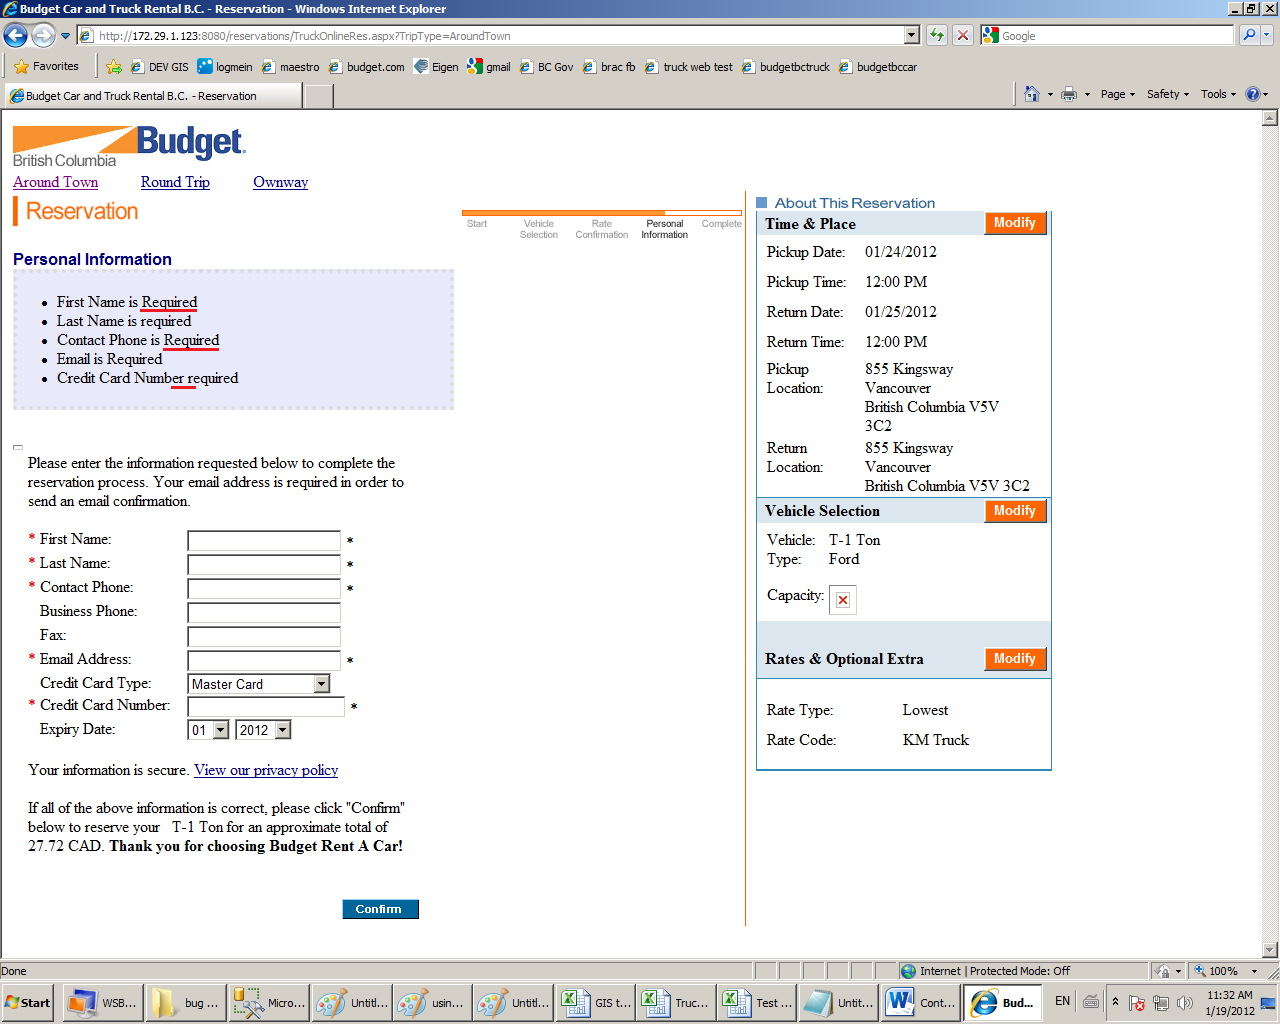 Budget Car and Truck Rental B.C. - Reservation - Windows Internet Explorer
http://172.29.1.123:8080/reservations/TruckOnlineRes.aspx?TripType=AroundTown
Google
Favorites
DEV GIS
logmein
maestro
budget.com
Eigen
gmail
BC Gov
brac fb
truck web test
budgetbctruck
budgetbccar
Budget Car and Truck Rental B.C. - Reservation
Page
Safety
Tools
Budget
British Columbia
Around Town Round Trip Ownway
Reservation
Start
Vehicle
Selection
Rate
Confirmation
Personal
Information
Complete
Personal Information
• First Name is Required
• Last Name is required
• Contact Phone is Required
• Email is Required
• Credit Card Number required
Please enter the information requested below to complete the
reservation process. Your email address is required in order to
send an email confirmation.
* First Name: *
* Last Name: *
* Contact Phone: *
Business Phone:
Fax:
* Email Address: *
Credit Card Type: Master Card
* Credit Card Number: *
Expiry Date: 01 2012
Your information is secure. View our privacy policy
If all of the above information is correct, please click "Confirm"
below to reserve your T-1 Ton for an approximate total of
27.72 CAD. Thank you for choosing Budget Rent A Car!
Confirm
About This Reservation
Time & Place Modify
Pickup Date: 01/24/2012
Pickup Time: 12:00 PM
Return Date: 01/25/2012
Return Time: 12:00 PM
Pickup Location: 855 Kingsway
Vancouver
British Columbia V5V
3C2
Return Location: 855 Kingsway
Vancouver
British Columbia V5V 3C2
Vehicle Selection Modify
Vehicle: T-1 Ton
Type: Ford
Capacity:
Rates & Optional Extra Modify
Rate Type: Lowest
Rate Code: KM Truck
Done
Internet | Protected Mode: Off
100%
Start
WSB...
bug ...
Micro...
Untitl...
usin...
Untitl...
GIS t...
Truc...
Test ...
Untit...
Cont...
Bud...
EN
11:32 AM
1/19/2012